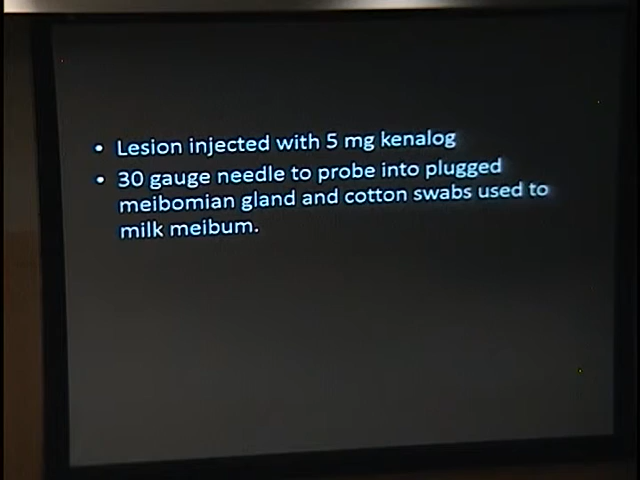 • Lesion injected with 5 mg kenalog
• 30 gauge needle to probe into plugged
meibomian gland and cotton swabs used to
milk meibum.